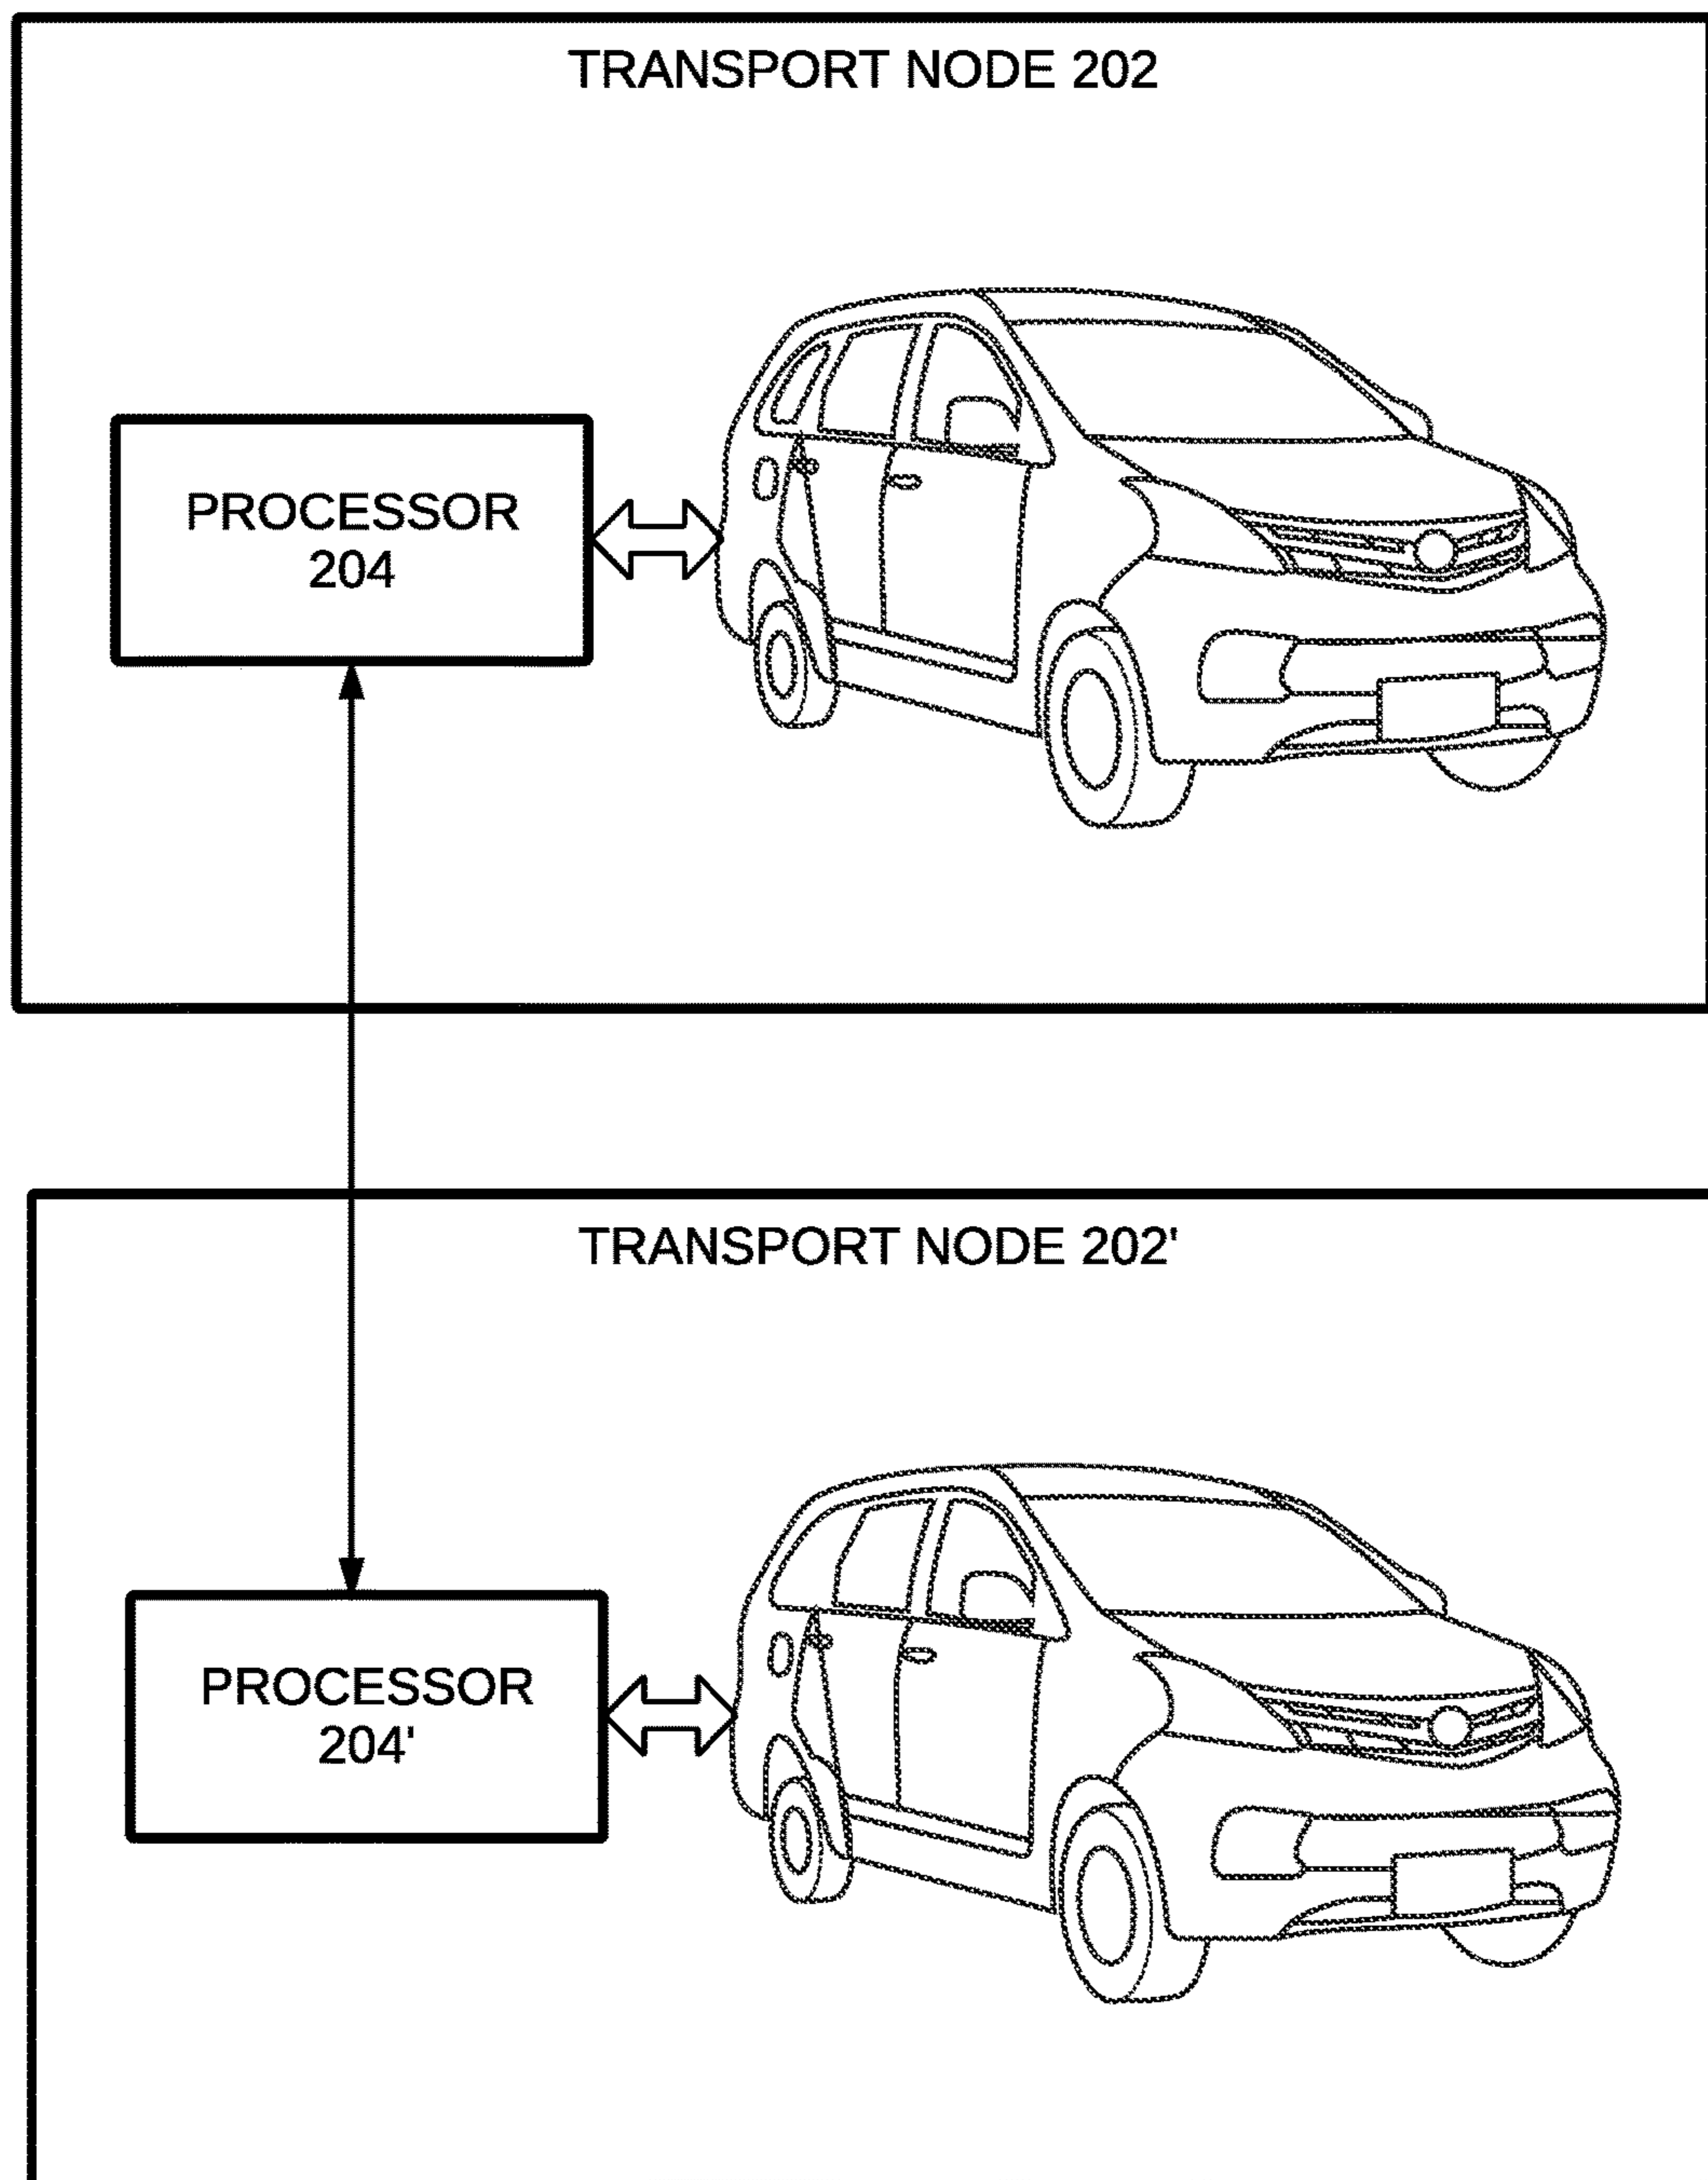 TRANSPORT NODE 202
PROCESSOR
204
TRANSPORT NODE 202'
PROCESSOR
204'